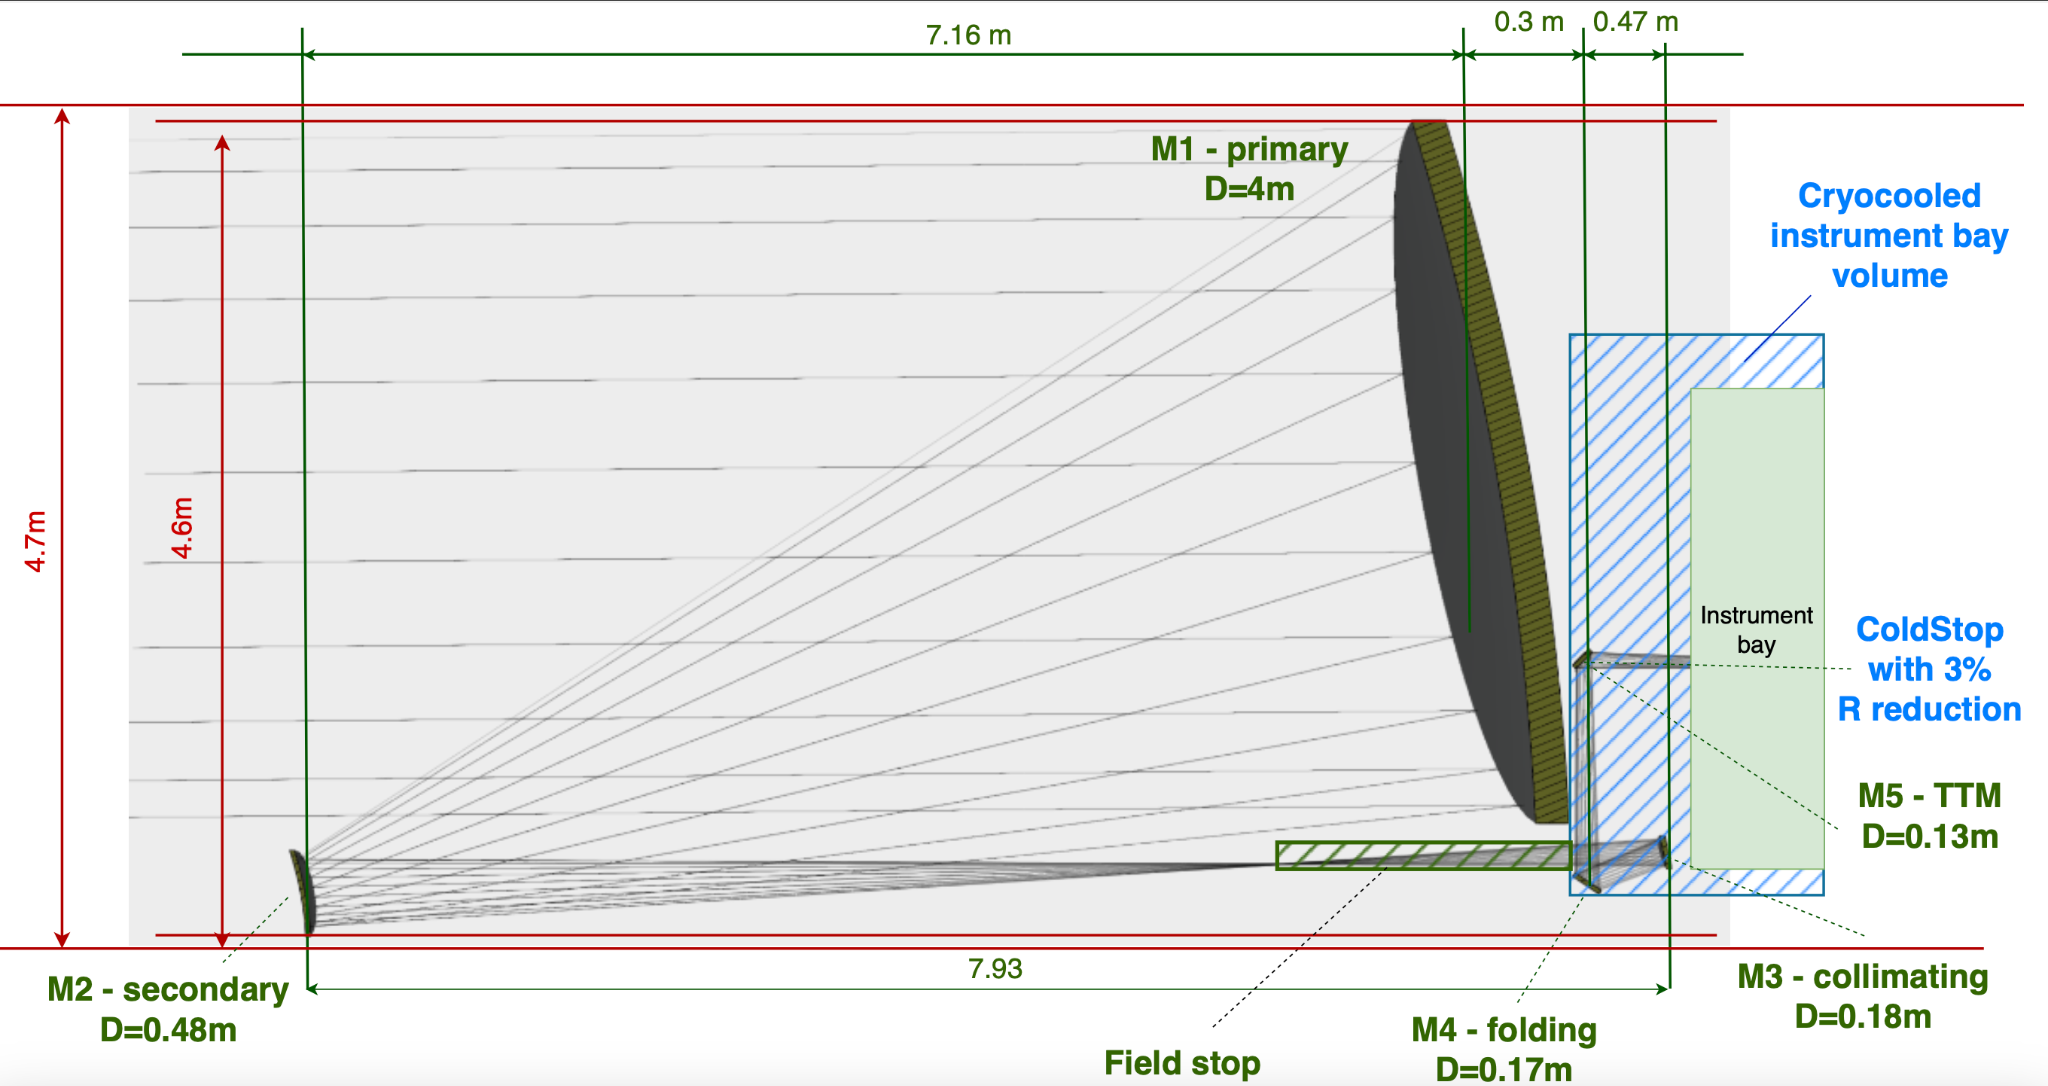 7.16 m
0.3 m
0.47 m
M1 - primary
D=4m
Cryocooled
instrument bay
volume
4.7m
4.6m
Instrument
bay
ColdStop
with 3%
R reduction
M5 - TTM
D=0.13m
7.93
M2 - secondary
D=0.48m
M3 - collimating
D=0.18m
M4 - folding
D=0.17m
Field stop